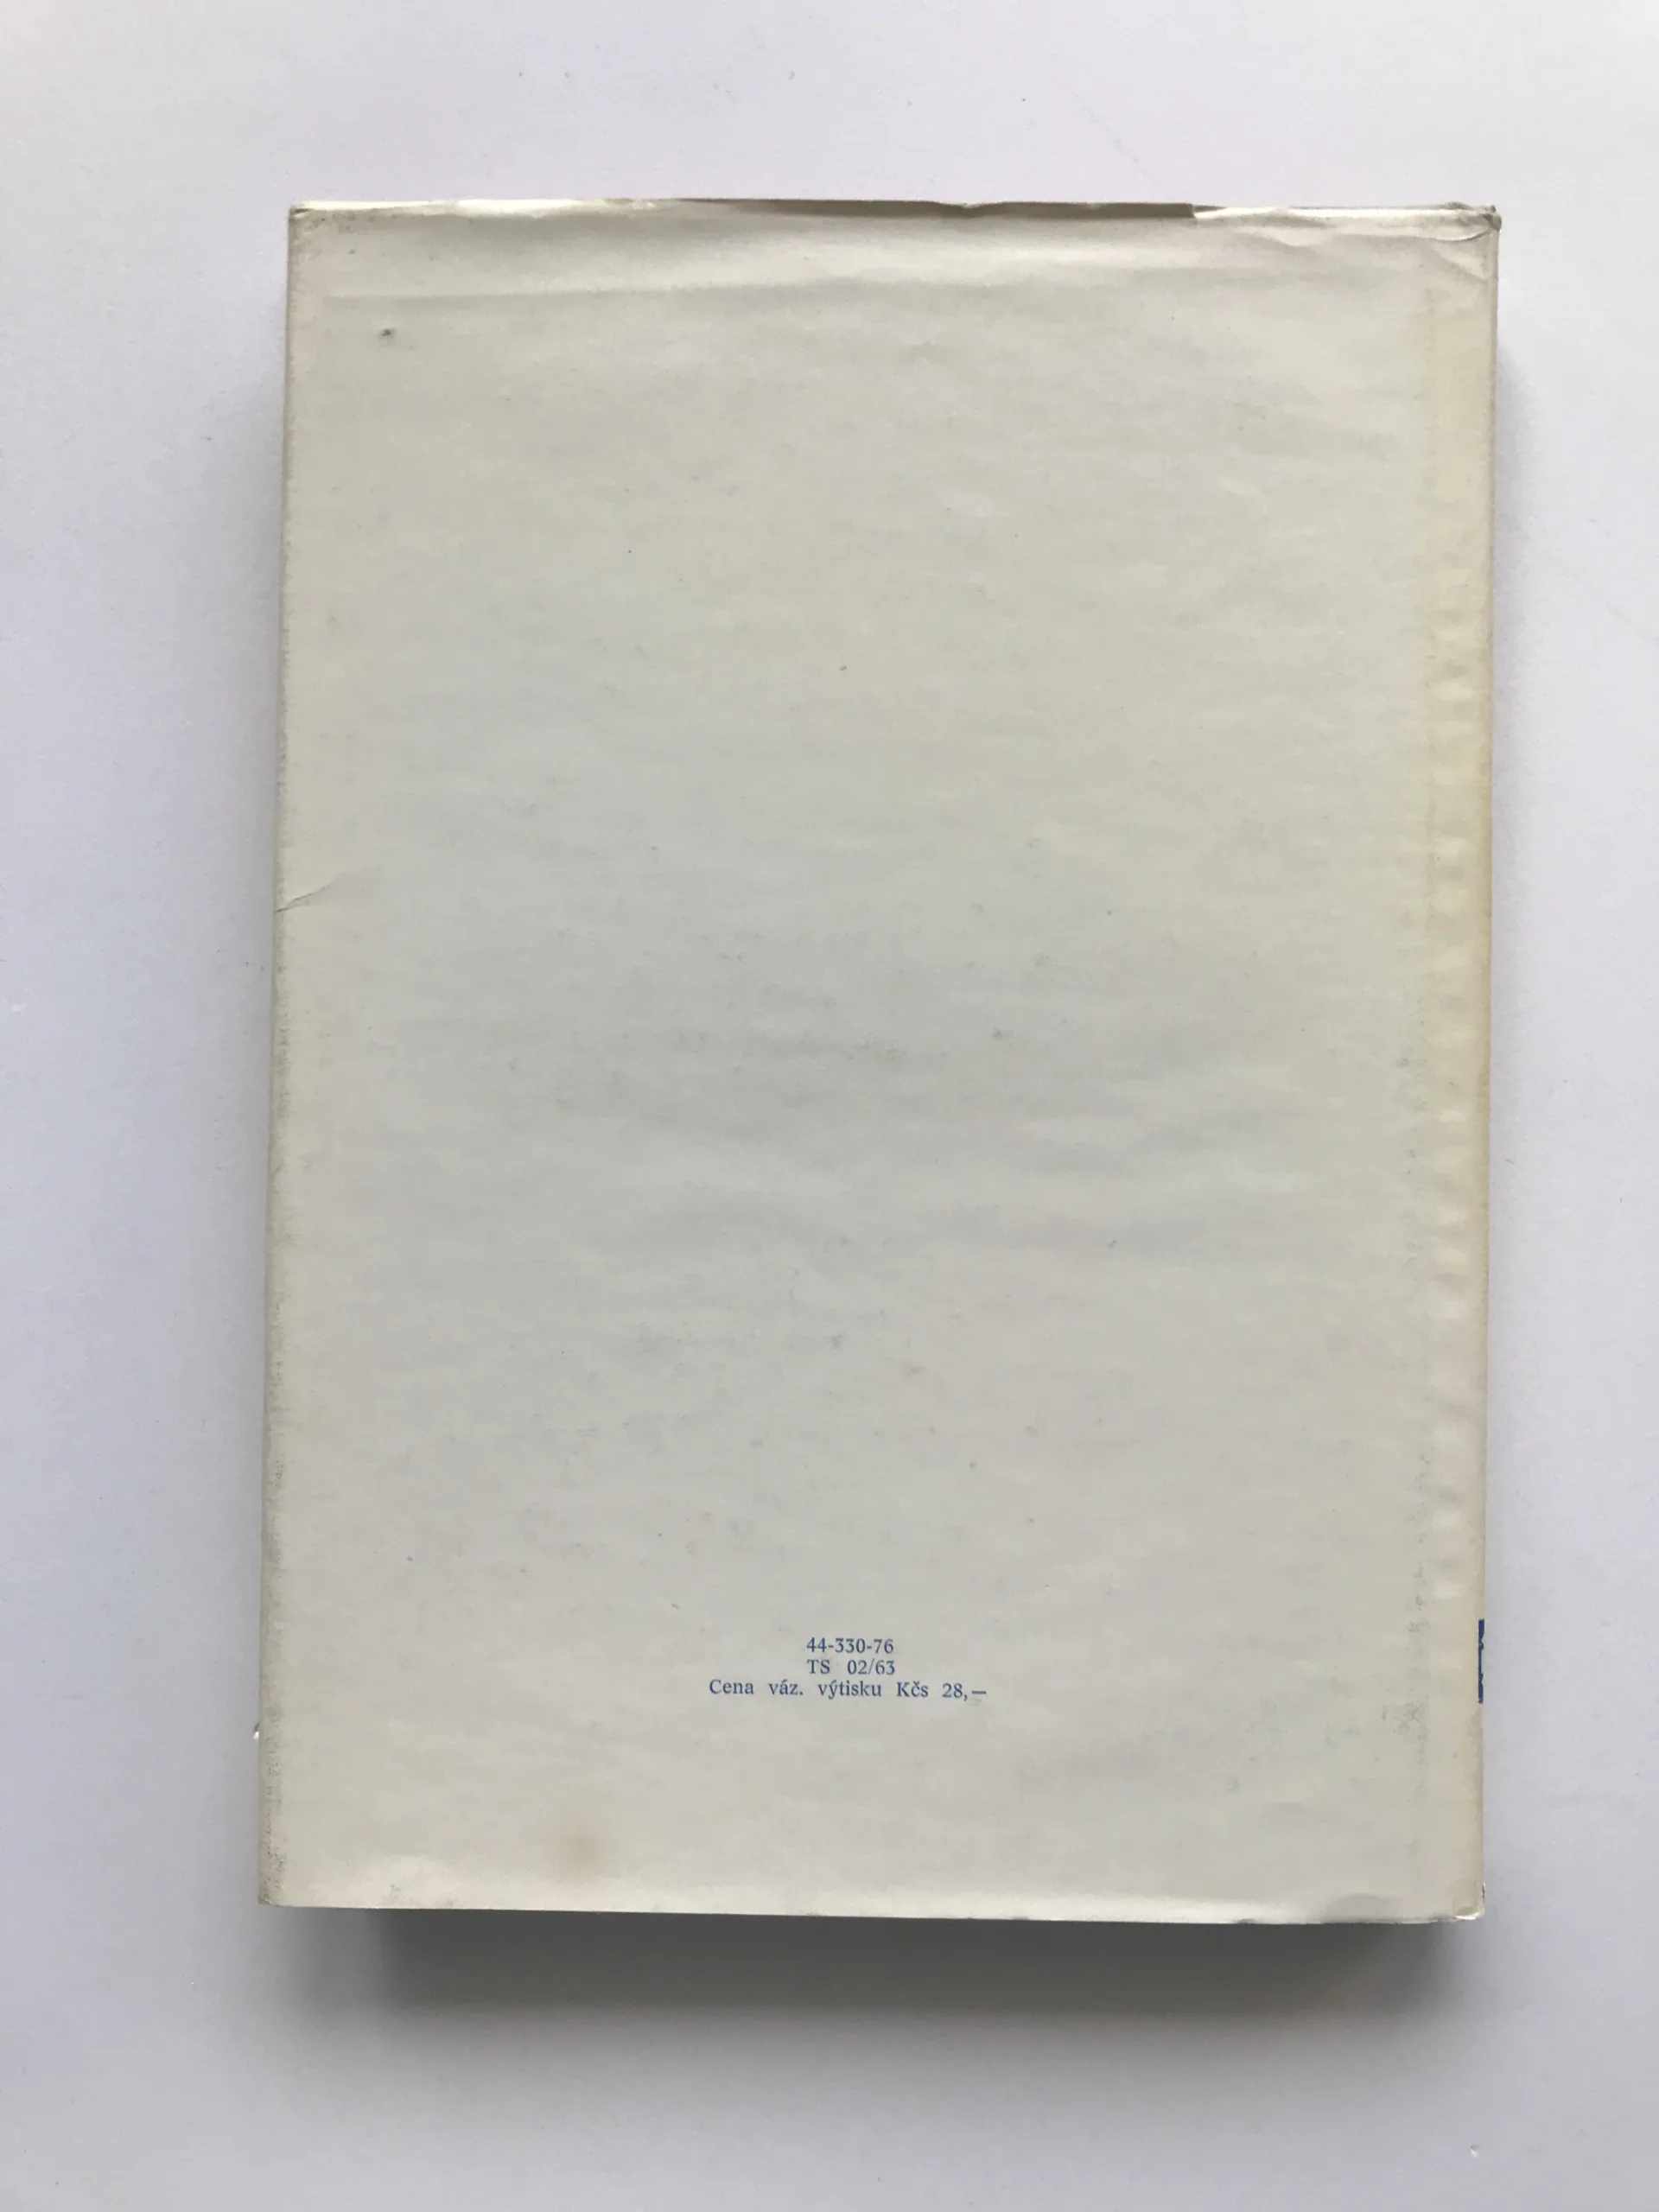 44-330-76
TS 02/63
Cena váz. výtisku Kčs 28,—